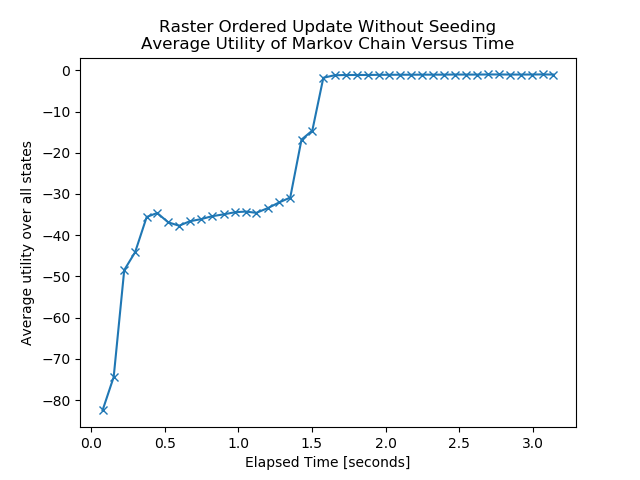 Raster Ordered Update Without Seeding
Average Utility of Markov Chain Versus Time
0
−10
−20
−30
−40
−50
−60
−70
−80
Average utility over all states
0.0 0.5 1.0 1.5 2.0 2.5 3.0
Elapsed Time [seconds]